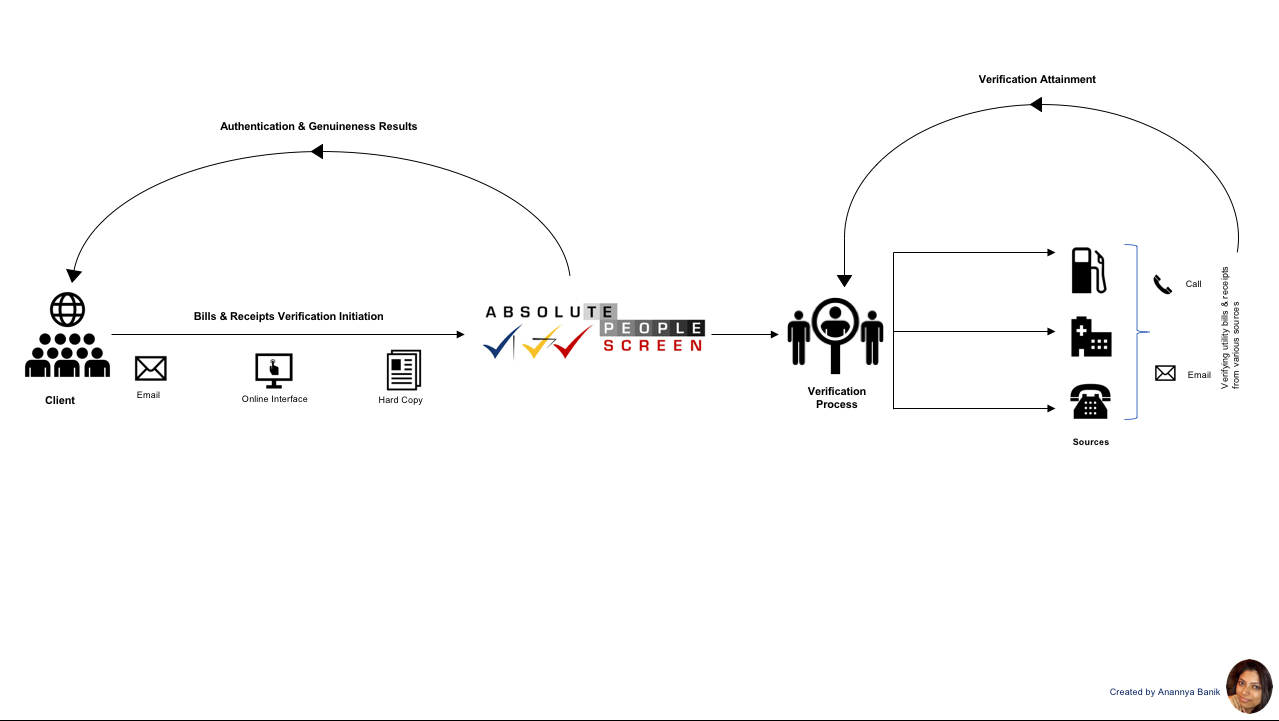 Verification Attainment
Authentication & Genuineness Results
Bills & Receipts Verification Initiation
Email
Online Interface
Hard Copy
Client
ABSOLUTE
PEOPLE
SCREEN
Verification
Process
Sources
Call
Email
Verifying utility bills & receipts
from various sources
Created by Anannya Banik